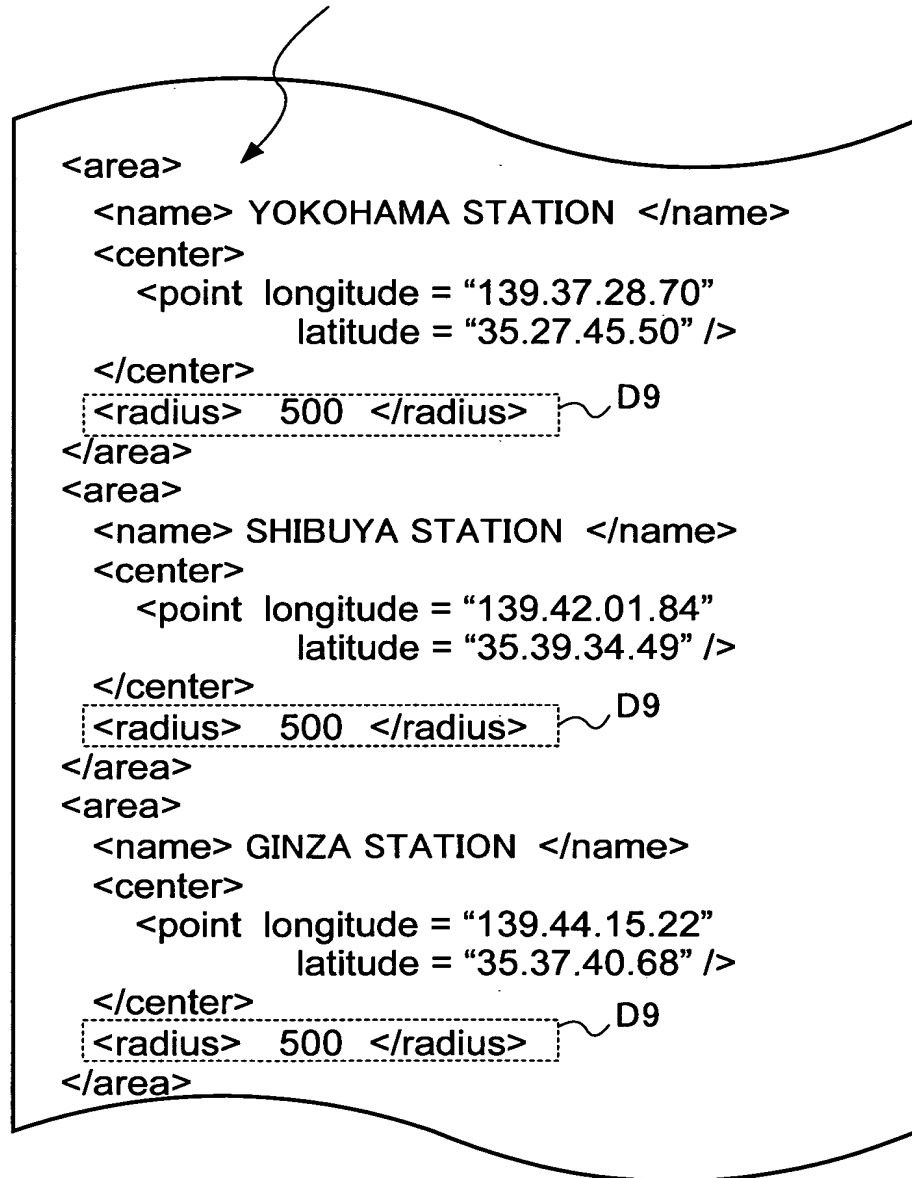 <area>
<name> YOKOHAMA STATION </name>
<center>
<point longitude = “139.37.28.70”
latitude = “35.27.45.50” />
</center>
<radius> 500 </radius> D9
</area>
<area>
<name> SHIBUYA STATION </name>
<center>
<point longitude = “139.42.01.84”
latitude = “35.39.34.49” />
</center>
<radius> 500 </radius> D9
</area>
<area>
<name> GINZA STATION </name>
<center>
<point longitude = “139.44.15.22”
latitude = “35.37.40.68” />
</center>
<radius> 500 </radius> D9
</area>